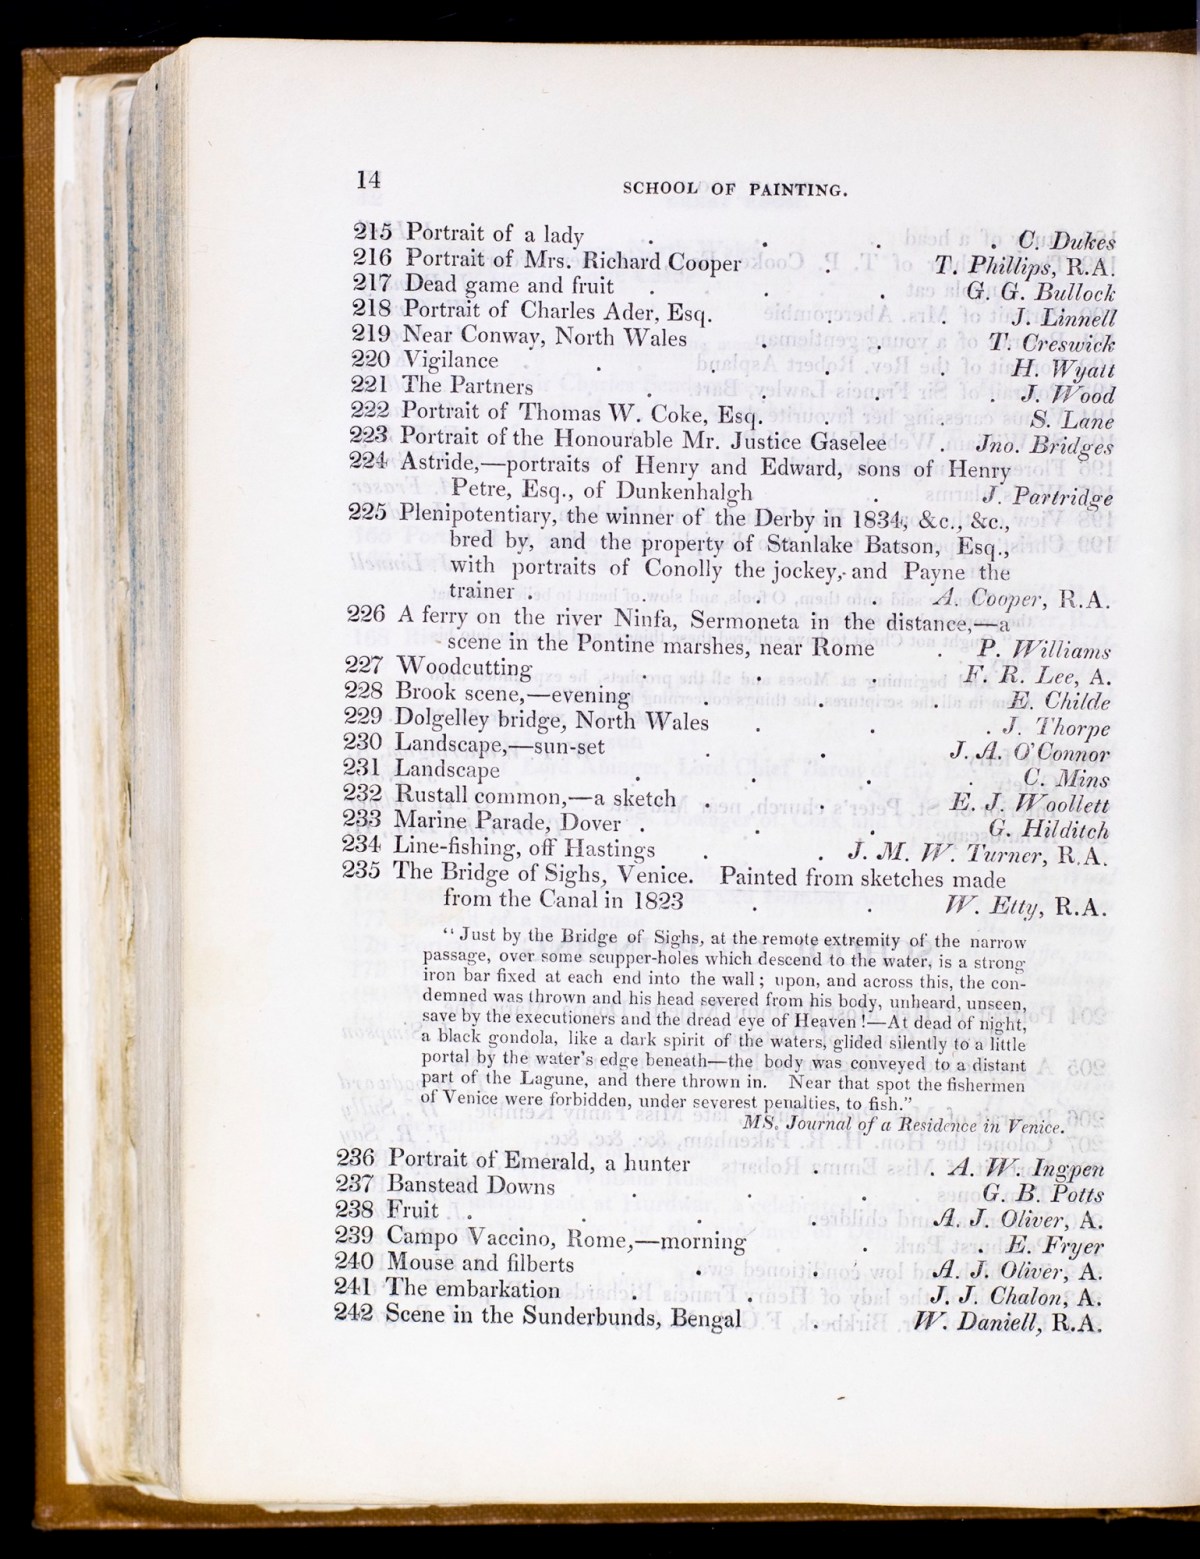 14
SCHOOL OF PAINTING.
215 Portrait of a lady . . . . C. Dukes
216 Portrait of Mrs. Richard Cooper . T. Phillips, R.A.
217 Dead game and fruit . . . G. G. Bullock
218 Portrait of Charles Ader, Esq. . . J. Linnell
219 Near Conway, North Wales . . T. Creswick
220 Vigilance . . . . H. Wyatt
221 The Partners . . . . J. Wood
222 Portrait of Thomas W. Coke, Esq. . . S. Lane
223 Portrait of the Honourable Mr. Justice Gaselee . Jno. Bridges
224 Astride,—portraits of Henry and Edward, sons of Henry
Petre, Esq., of Dunkenhalgh . J. Partridge
225 Plenipotentiary, the winner of the Derby in 1834, &c., &c.,
bred by, and the property of Stanlake Batson, Esq.,
with portraits of Conolly the jockey, and Payne the
trainer . . . . A. Cooper, R.A.
226 A ferry on the river Ninfa, Sermoneta in the distance,—a
scene in the Pontine marshes, near Rome . P. Williams
227 Woodcutting . . . F. R. Lee, A.
228 Brook scene,—evening . . . E. Childe
229 Dolgelley bridge, North Wales . . . J. Thorpe
230 Landscape,—sun-set . . J. A. O'Connor
231 Landscape . . . . C. Mins
232 Rustall common,—a sketch . . E. J. Woollett
233 Marine Parade, Dover . . . G. Hilditch
234 Line-fishing, off Hastings . . J. M. W. Turner, R.A.
235 The Bridge of Sighs, Venice. Painted from sketches made
from the Canal in 1823 . . W. Etty, R.A.
"Just by the Bridge of Sighs, at the remote extremity of the narrow
passage, over some scupper-holes which descend to the water, is a strong
iron bar fixed at each end into the wall; upon, and across this, the con-
demned was thrown and his head severed from his body, unheard, unseen,
save by the executioners and the dread eye of Heaven!—At dead of night,
a black gondola, like a dark spirit of the waters, glided silently to a little
portal by the water's edge beneath—the body was conveyed to a distant
part of the Lagune, and there thrown in. Near that spot the fishermen
of Venice were forbidden, under severest penalties, to fish."
MS. Journal of a Residence in Venice.
236 Portrait of Emerald, a hunter . . A. W. Ingpen
237 Banstead Downs . . . G. B. Potts
238 Fruit . . . . A. J. Oliver, A.
239 Campo Vaccino, Rome,—morning . . E. Fryer
240 Mouse and filberts . . A. J. Oliver, A.
241 The embarkation . . J. J. Chalon, A.
242 Scene in the Sunderbunds, Bengal . W. Daniell, R.A.